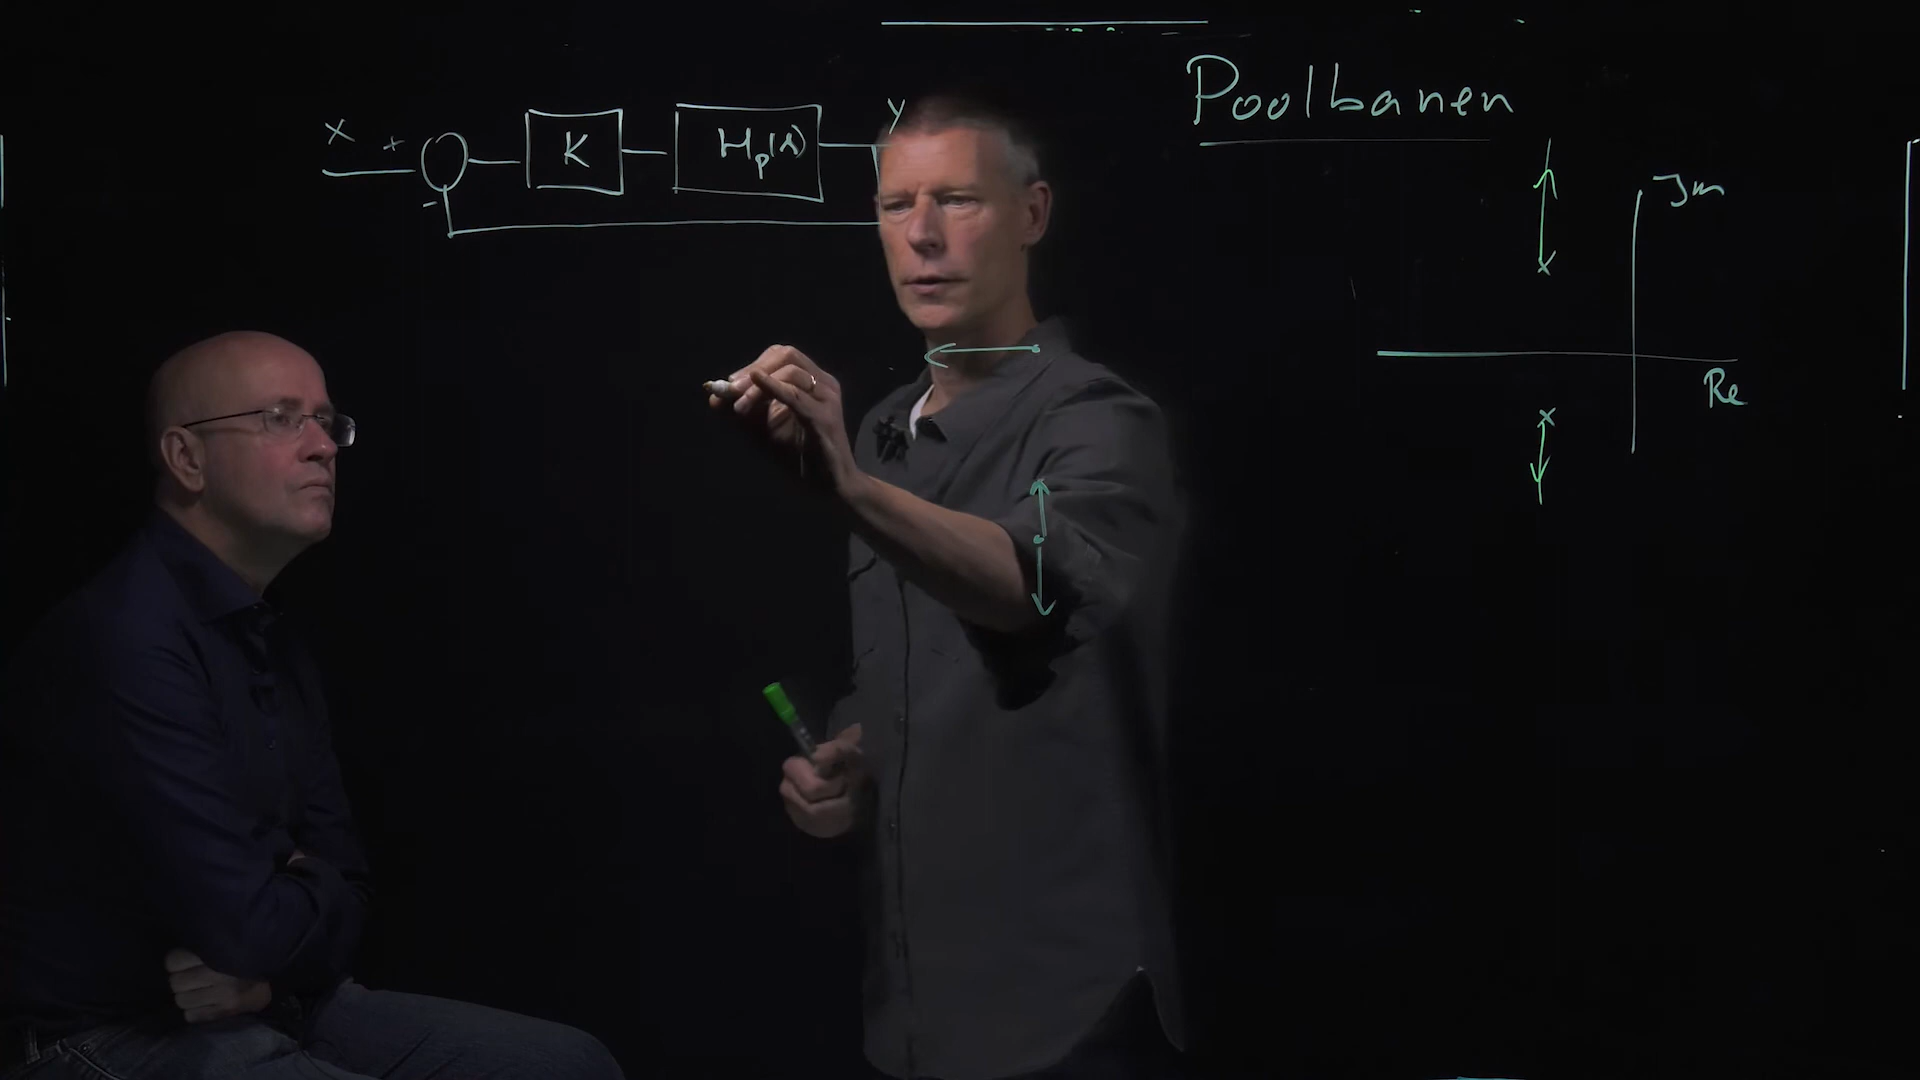 Poolbanen
x + K Hp(s) y
-
Im
x
Re
x